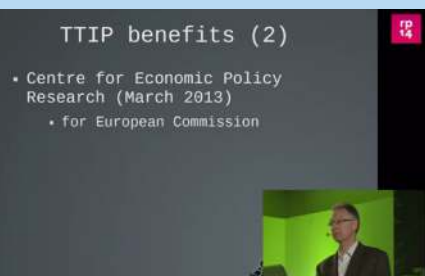 TTIP benefits (2)
rp
14
▪ Centre for Economic Policy
Research (March 2013)
▪ for European Commission